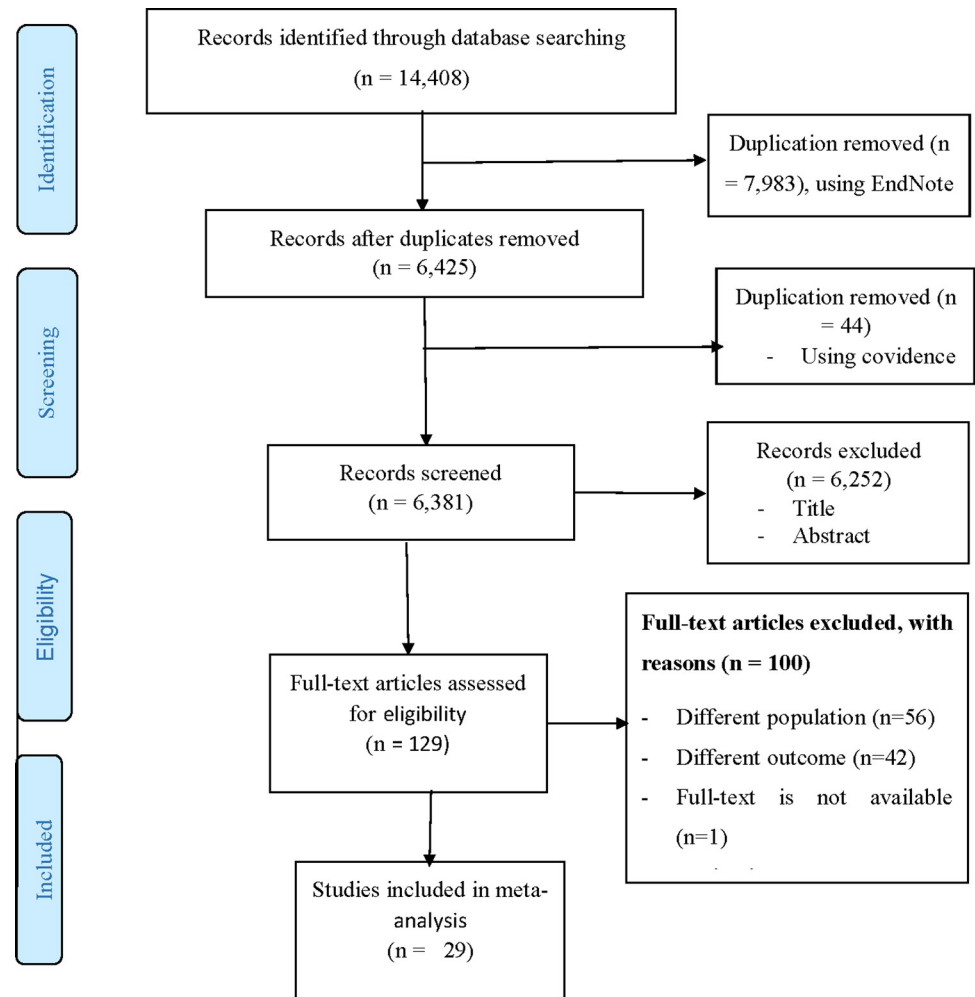 Identification
Records identified through database searching
(n = 14,408)
Duplication removed (n
= 7,983), using EndNote
Records after duplicates removed
(n = 6,425)
Screening
Duplication removed (n
= 44)
- Using covidence
Records screened
(n = 6,381)
Records excluded
(n = 6,252)
- Title
- Abstract
Eligibility
Full-text articles assessed
for eligibility
(n = 129)
Full-text articles excluded, with
reasons (n = 100)
- Different population (n=56)
- Different outcome (n=42)
- Full-text is not available
(n=1)
Included
Studies included in meta-
analysis
(n = 29)